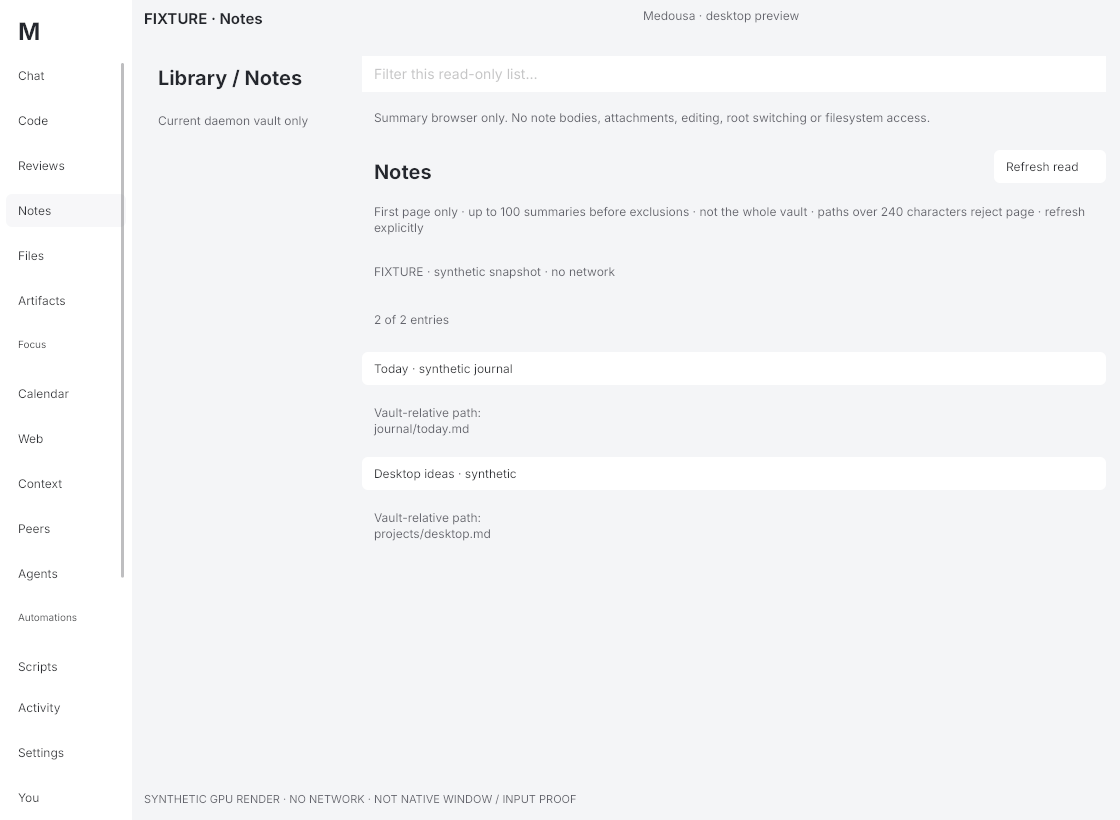 M
Chat
Code
Reviews
Notes
Files
Artifacts
Focus
Calendar
Web
Context
Peers
Agents
Automations
Scripts
Activity
Settings
You
FIXTURE · Notes
Medousa · desktop preview
Library / Notes
Current daemon vault only
Filter this read-only list...
Summary browser only. No note bodies, attachments, editing, root switching or filesystem access.
Notes
Refresh read
First page only · up to 100 summaries before exclusions · not the whole vault · paths over 240 characters reject page · refresh
explicitly
FIXTURE · synthetic snapshot · no network
2 of 2 entries
Today · synthetic journal
Vault-relative path:
journal/today.md
Desktop ideas · synthetic
Vault-relative path:
projects/desktop.md
SYNTHETIC GPU RENDER · NO NETWORK · NOT NATIVE WINDOW / INPUT PROOF